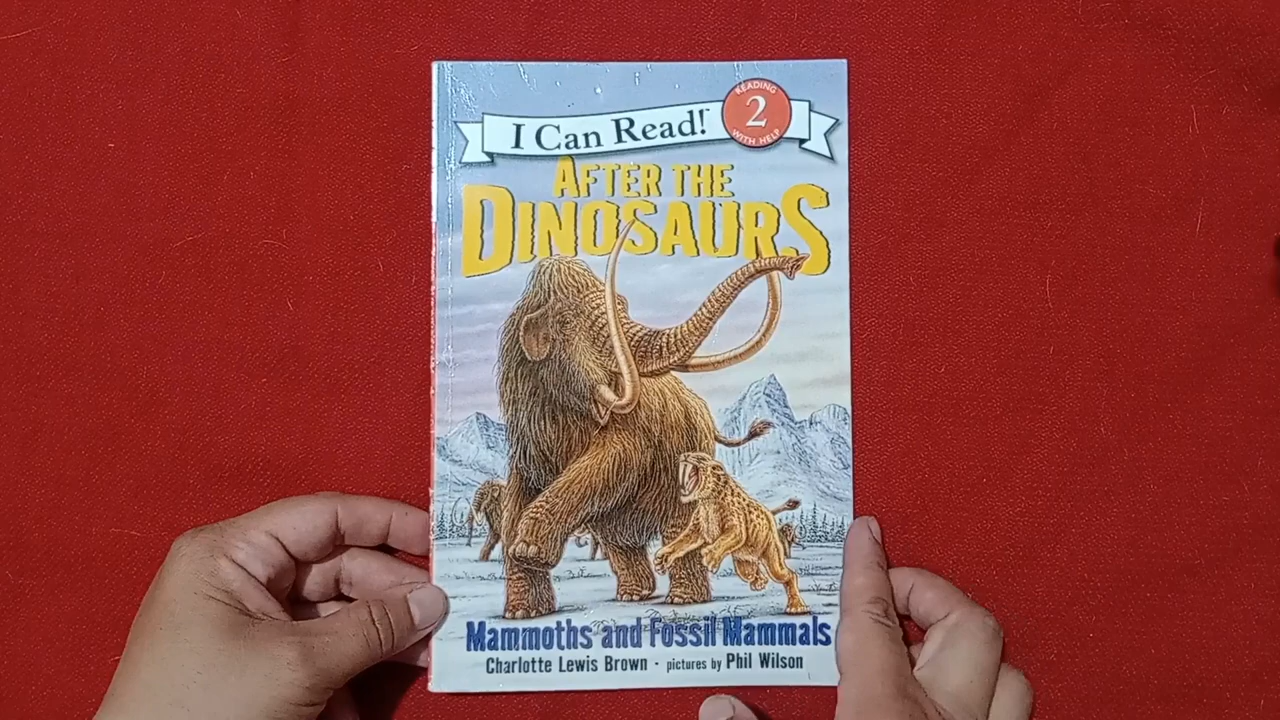 READING
2
WITH HELP
I Can Read!™
AFTER THE
DINOSAURS
Mammoths and Fossil Mammals
Charlotte Lewis Brown · pictures by Phil Wilson